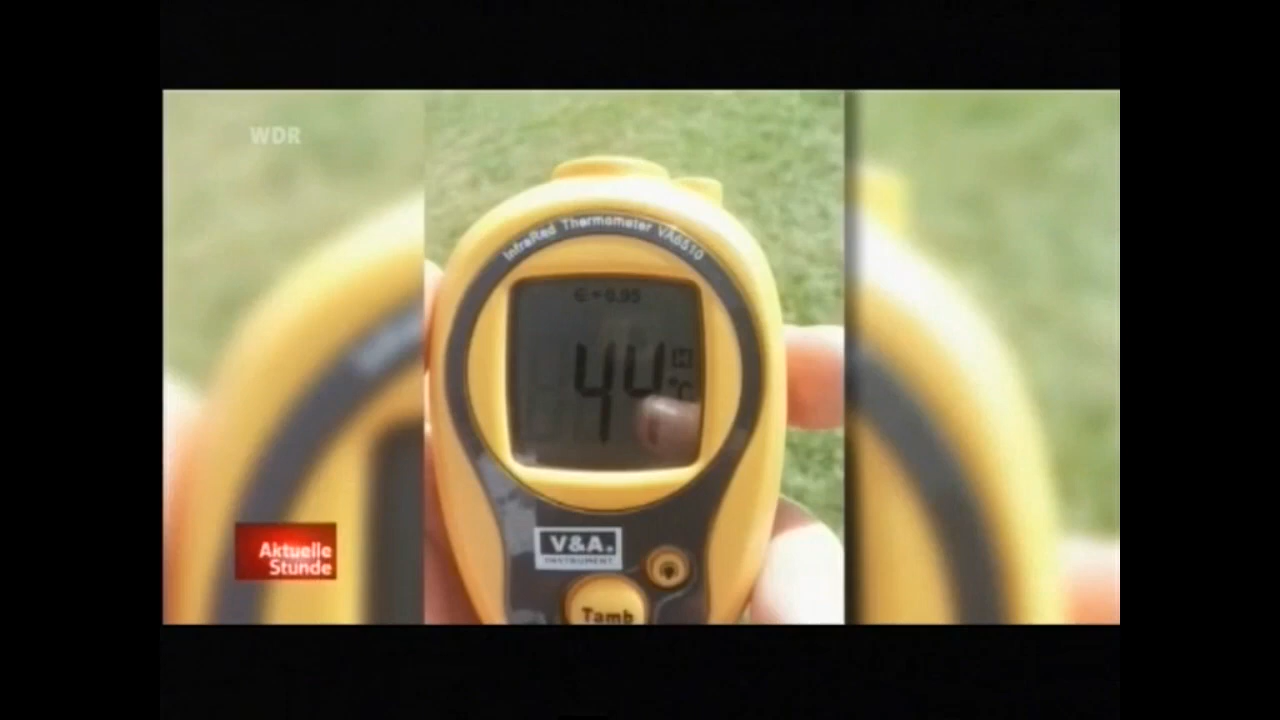 WDR
InfraRed Thermometer VA6510
∈=0.95
44
H
°C
V&A.
INSTRUMENT
Tamb
Aktuelle
Stunde